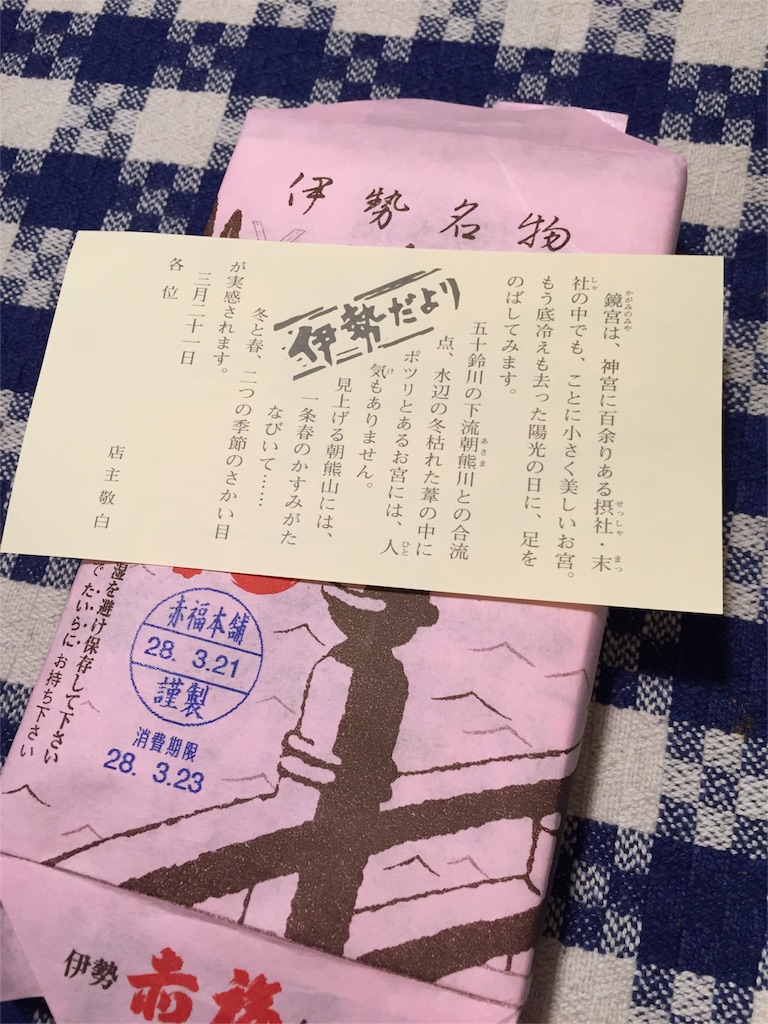 伊勢名物
伊勢だより
鏡宮は、神宮に百余りある摂社・末
社の中でも、ことに小さく美しいお宮。
もう底冷えも去った陽光の日に、足を
のばしてみます。
五十鈴川の下流朝熊川との合流
点、水辺の冬枯れた葦の中に
ポツリとあるお宮には、人
気もありません。
見上げる朝熊山には、
一条春のかすみがた
なびいて……
冬と春、二つの季節のさかい目
が実感されます。
三月二十一日
店主敬白
各位
湿を避け保存して下さい
で たいらに お持ち下さい
赤福本舗
28. 3.21
謹製
消費期限
28. 3.23
伊勢
赤福